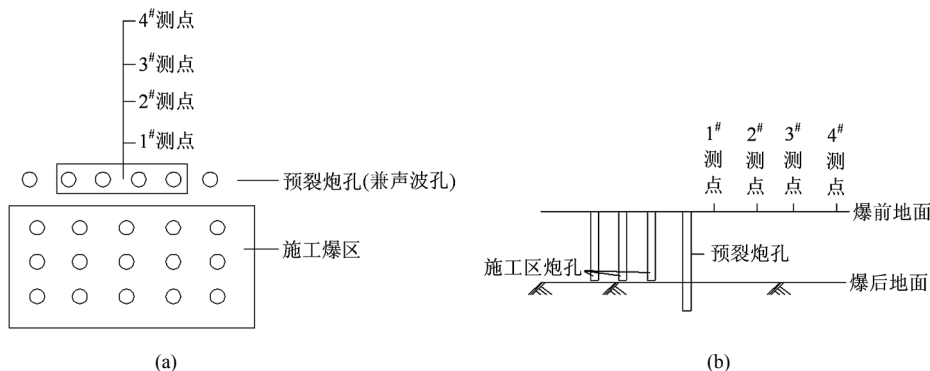 4#测点
3#测点
2#测点
1#测点
预裂炮孔(兼声波孔)
施工爆区
(a)
1#测点
2#测点
3#测点
4#测点
爆前地面
预裂炮孔
施工区炮孔
爆后地面
(b)